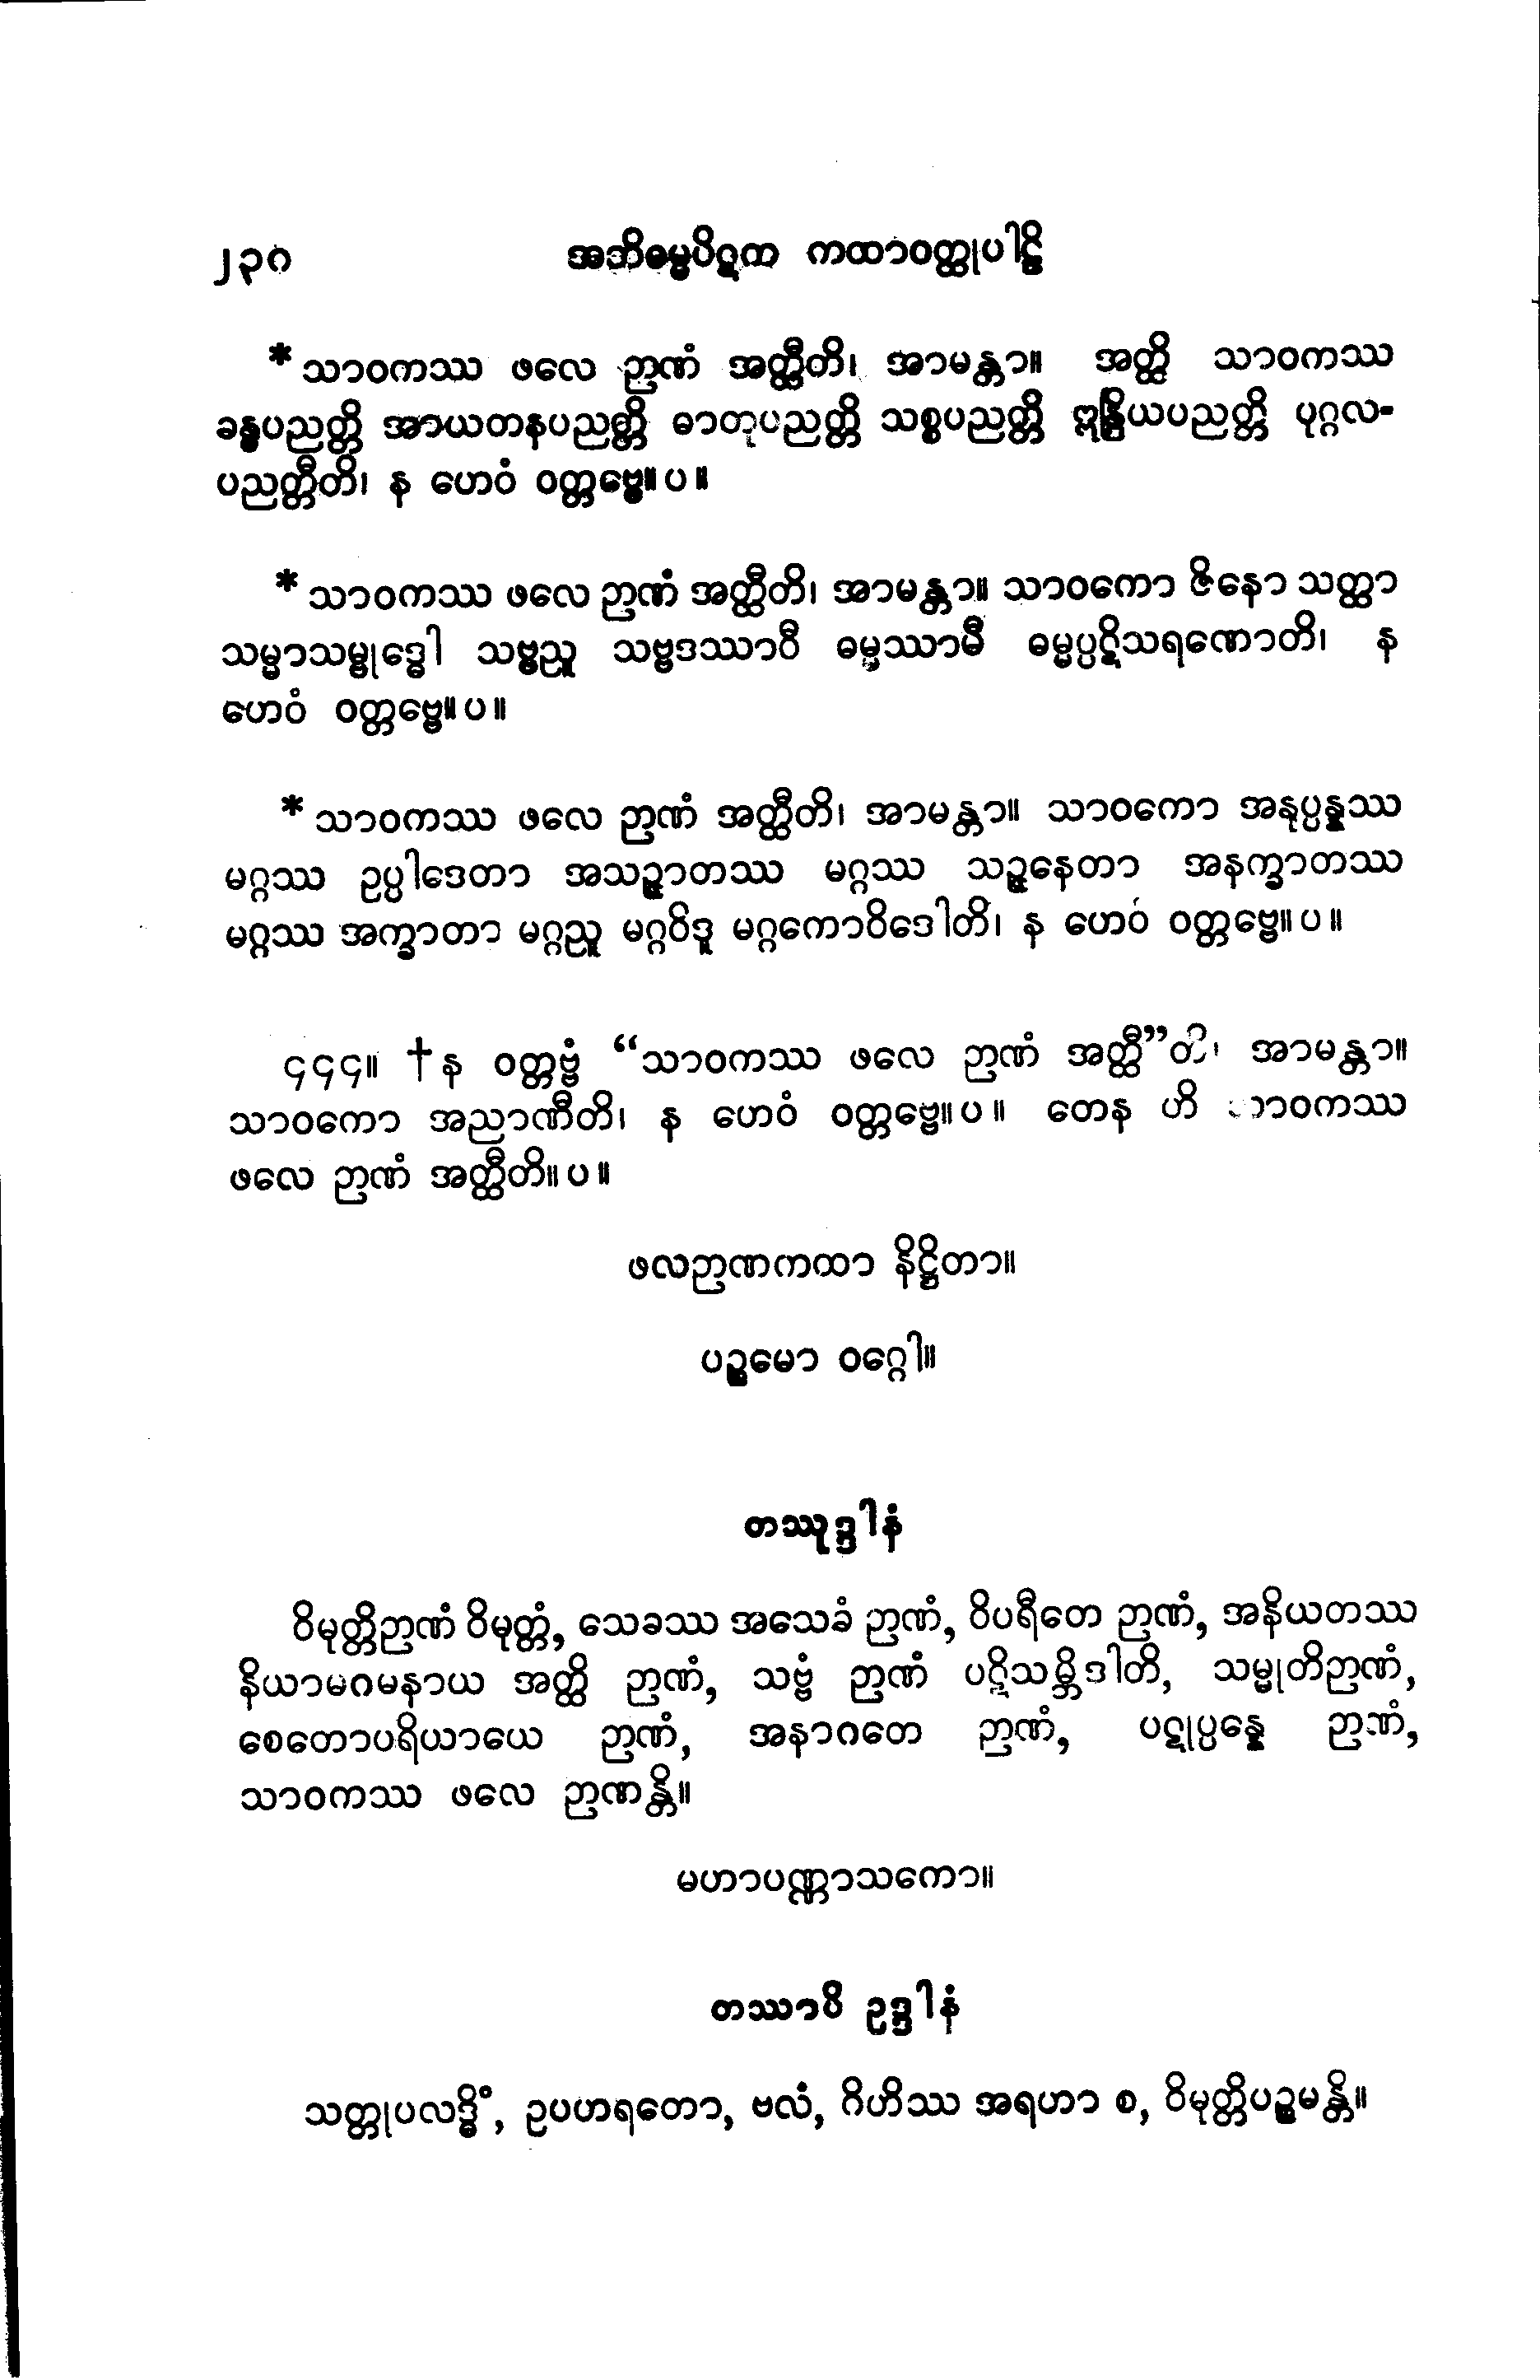 ၂၃၀ အဘိဓမ္မပိဋက ကထာဝတ္ထုပါဠိ
*သာဝကဿ ဖလေ ဉာဏံ အတ္ထီတိ၊ အာမန္တာ။ အတ္ထိ သာဝကဿ
ခန္ဓပညတ္တိ အာယတနပညတ္တိ ဓာတုပညတ္တိ သစ္စပညတ္တိ ဣန္ဒြိယပညတ္တိ ပုဂ္ဂလ-
ပညတ္တီတိ၊ န ဟေဝံ ဝတ္တဗ္ဗေ။ပ။
*သာဝကဿ ဖလေ ဉာဏံ အတ္ထီတိ၊ အာမန္တာ။ သာဝကော ဇိနော သတ္ထာ
သမ္မာသမ္ဗုဒ္ဓေါ သဗ္ဗညူ သဗ္ဗဒဿာဝီ ဓမ္မဿာမီ ဓမ္မပ္ပဋိသရဏောတိ၊ န
ဟေဝံ ဝတ္တဗ္ဗေ။ပ။
*သာဝကဿ ဖလေ ဉာဏံ အတ္ထီတိ၊ အာမန္တာ။ သာဝကော အနုပ္ပန္နဿ
မဂ္ဂဿ ဥပ္ပါဒေတာ အသဉ္ဇာတဿ မဂ္ဂဿ သဉ္ဇနေတာ အနက္ခာတဿ
မဂ္ဂဿ အက္ခာတာ မဂ္ဂညူ မဂ္ဂဝိဒူ မဂ္ဂကောဝိဒေါတိ၊ န ဟေဝံ ဝတ္တဗ္ဗေ။ပ။
၄၄၄။ †န ဝတ္တဗ္ဗံ “သာဝကဿ ဖလေ ဉာဏံ အတ္ထီ”တိ၊ အာမန္တာ။
သာဝကော အညာဏီတိ၊ န ဟေဝံ ဝတ္တဗ္ဗေ။ပ။ တေန ဟိ သာဝကဿ
ဖလေ ဉာဏံ အတ္ထီတိ။ပ။
ဖလဉာဏကထာ နိဋ္ဌိတာ။
ပဉ္စမော ဝဂ္ဂေါ။
တဿုဒ္ဒါနံ
ဝိမုတ္တိဉာဏံ ဝိမုတ္တံ, သေခဿ အသေခံ ဉာဏံ, ဝိပရီတေ ဉာဏံ, အနိယတဿ
နိယာမဂမနာယ အတ္ထိ ဉာဏံ, သဗ္ဗံ ဉာဏံ ပဋိသမ္ဘိဒါတိ, သမ္မုတိဉာဏံ,
စေတောပရိယာယေ ဉာဏံ, အနာဂတေ ဉာဏံ, ပဋုပ္ပန္နေ ဉာဏံ,
သာဝကဿ ဖလေ ဉာဏန္တိ။
မဟာပဏ္ဏာသကော။
တဿာပိ ဥဒ္ဒါနံ
သတ္တုပလဒ္ဓိံ, ဥပဟရတော, ဗလံ, ဂိဟိဿ အရဟာ စ, ဝိမုတ္တိပဉ္စမန္တိ။